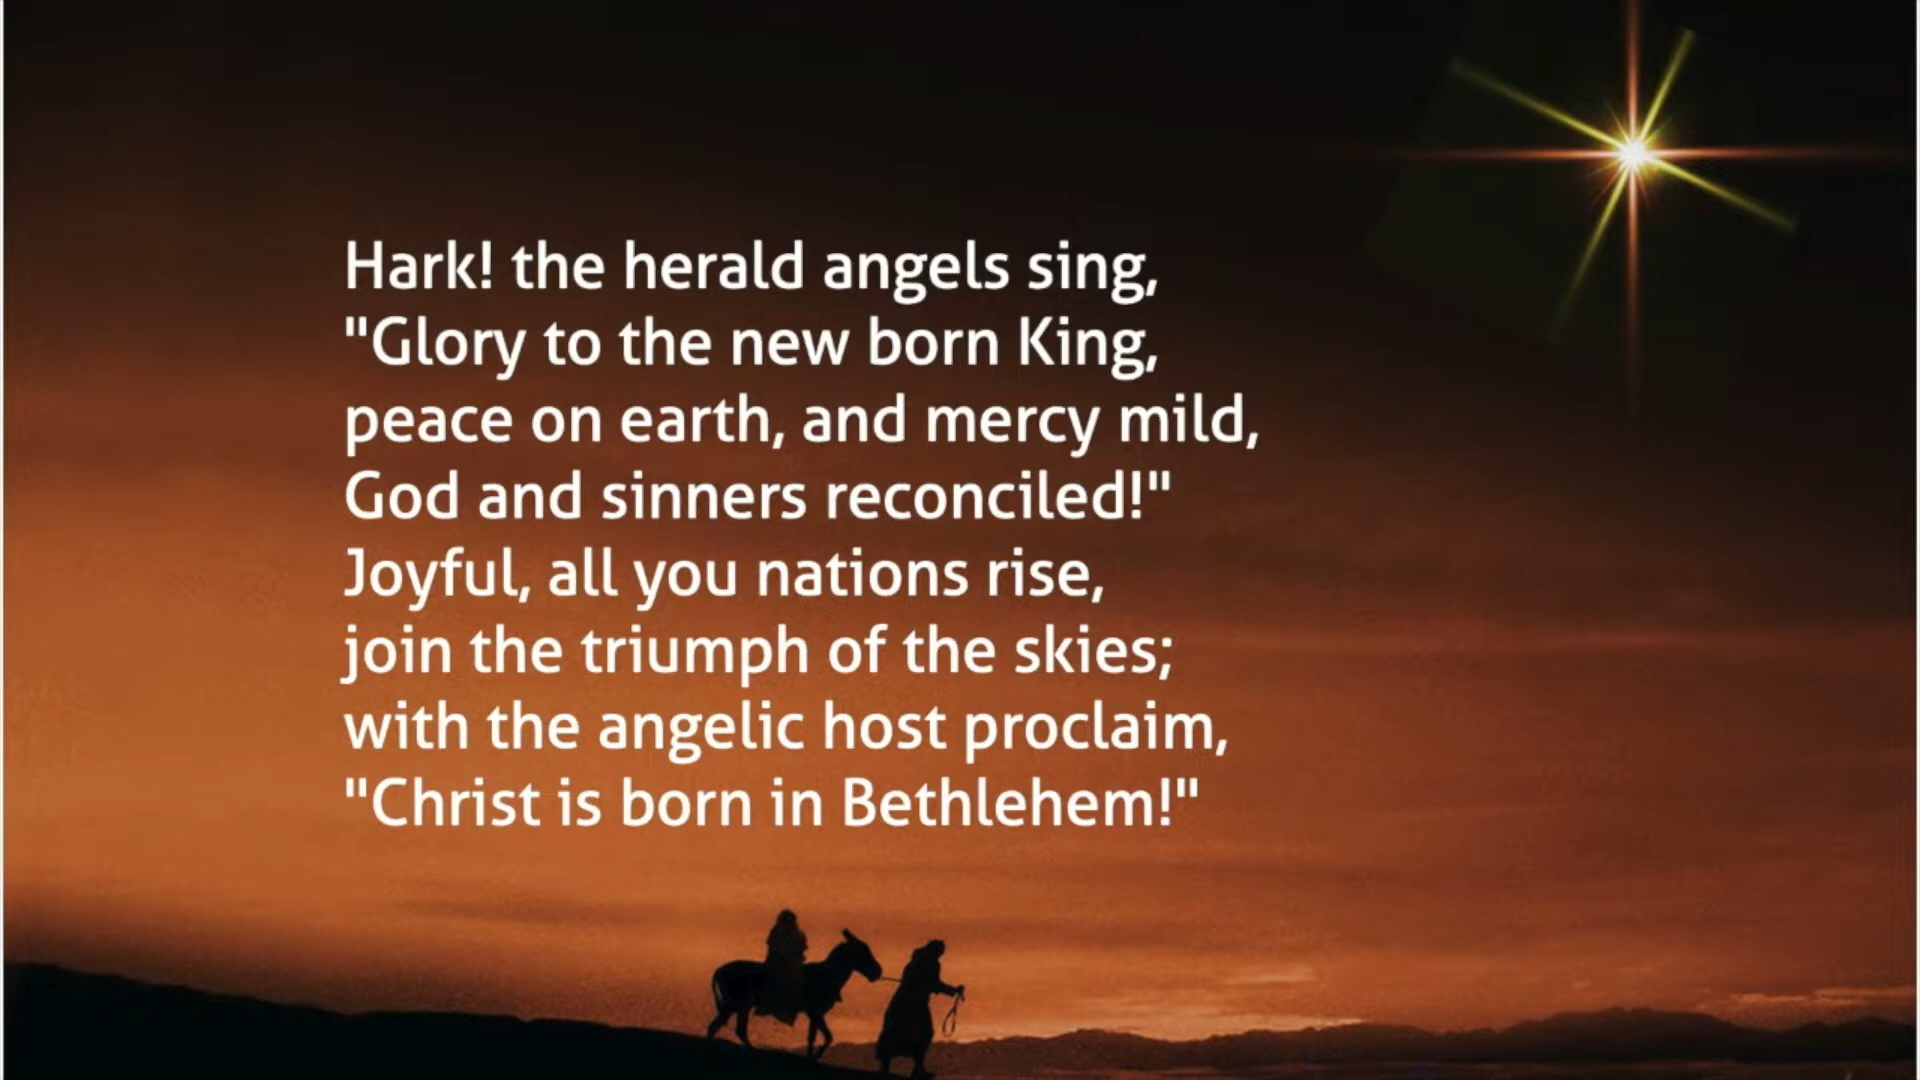 Hark! the herald angels sing,
"Glory to the new born King,
peace on earth, and mercy mild,
God and sinners reconciled!"
Joyful, all you nations rise,
join the triumph of the skies;
with the angelic host proclaim,
"Christ is born in Bethlehem!"